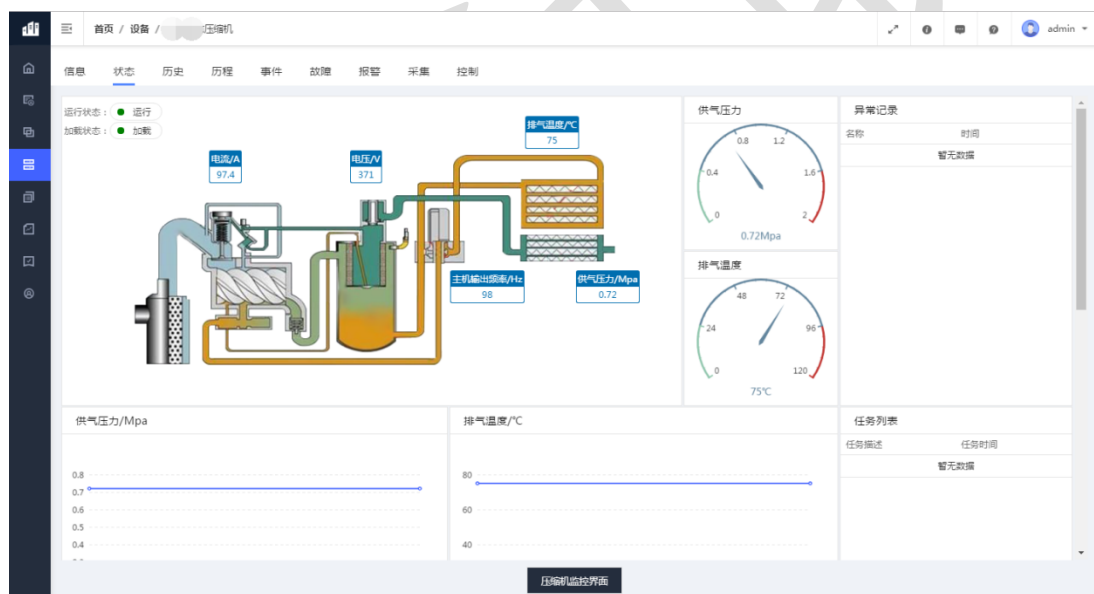 首页 / 设备 / 压缩机
admin
信息 状态 历史 历程 事件 故障 报警 采集 控制
运行状态： 运行
加载状态： 加载
电流/A
97.4
电压/V
371
排气温度/℃
75
主机输出频率/Hz
98
供气压力/Mpa
0.72
供气压力
0
0.4
0.8
1.2
1.6
2
0.72Mpa
排气温度
0
24
48
72
96
120
75℃
异常记录
名称 时间
暂无数据
供气压力/Mpa
0.8
0.7
0.6
0.5
0.4
排气温度/℃
80
60
40
任务列表
任务描述 任务时间
暂无数据
压缩机监控界面